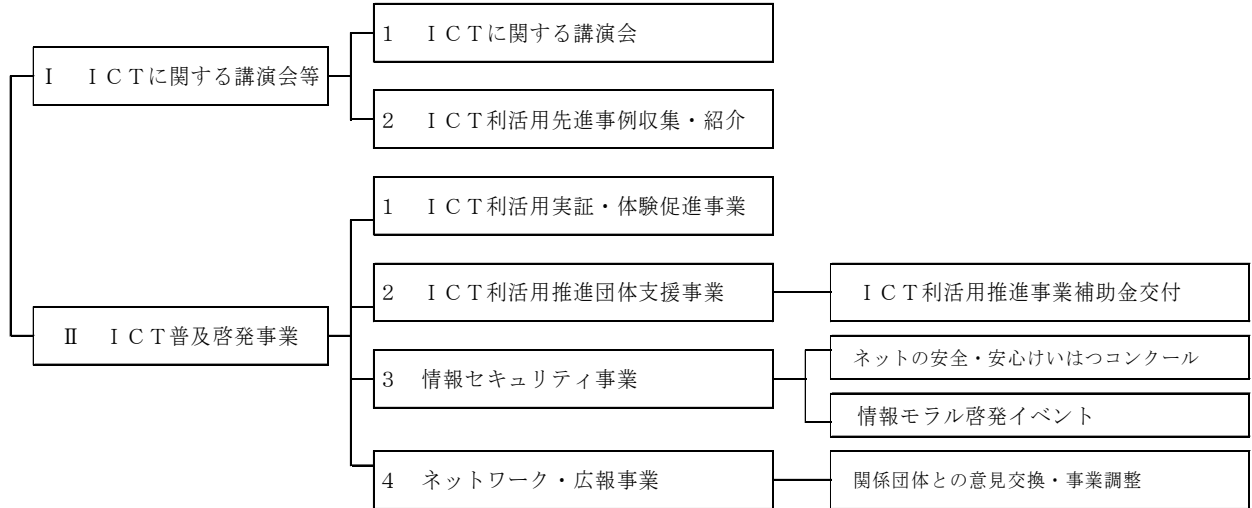 Ⅰ　ＩＣＴに関する講演会等
１　ＩＣＴに関する講演会
２　ＩＣＴ利活用先進事例収集・紹介
Ⅱ　ＩＣＴ普及啓発事業
１　ＩＣＴ利活用実証・体験促進事業
２　ＩＣＴ利活用推進団体支援事業
ＩＣＴ利活用推進事業補助金交付
３　情報セキュリティ事業
ネットの安全・安心けいはつコンクール
情報モラル啓発イベント
４　ネットワーク・広報事業
関係団体との意見交換・事業調整